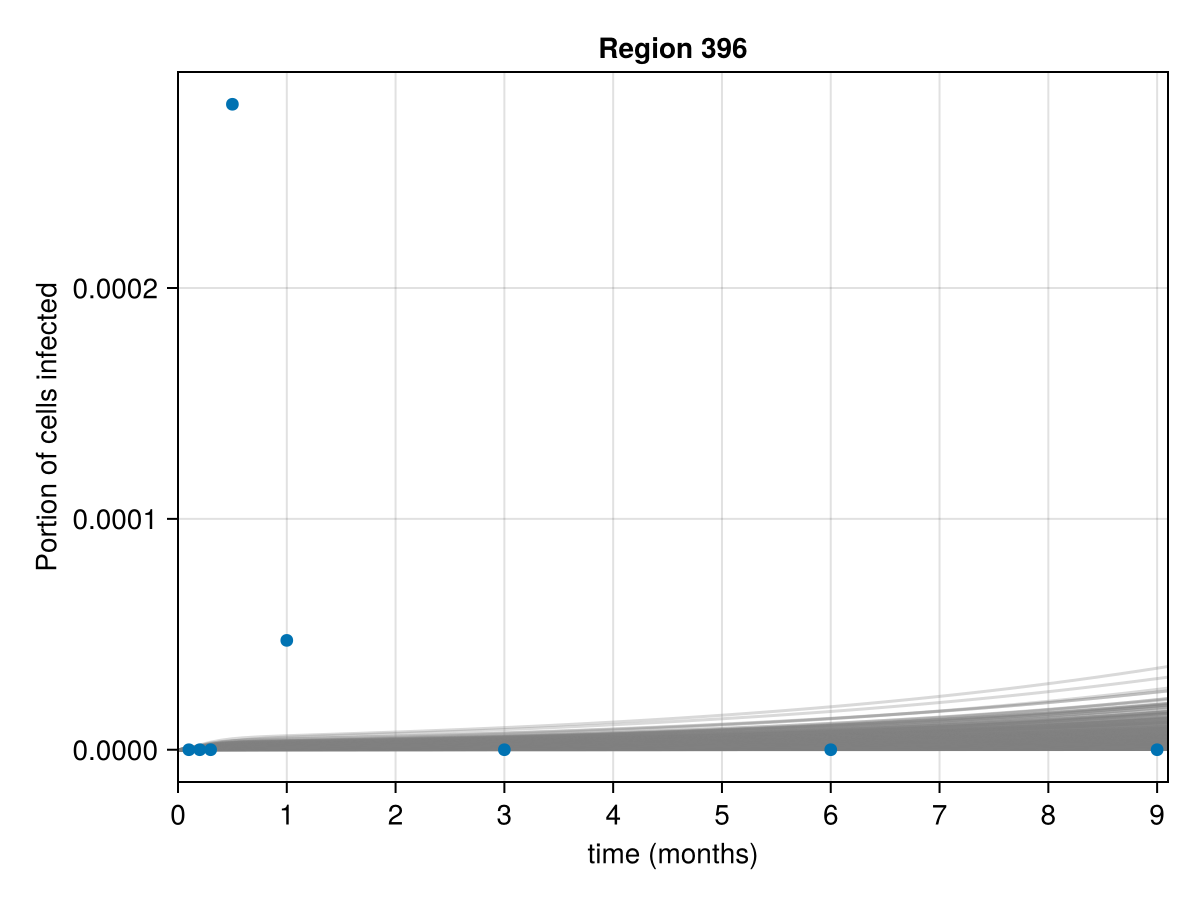 Region 396
Portion of cells infected
0.0002
0.0001
0.0000
0 1 2 3 4 5 6 7 8 9
time (months)